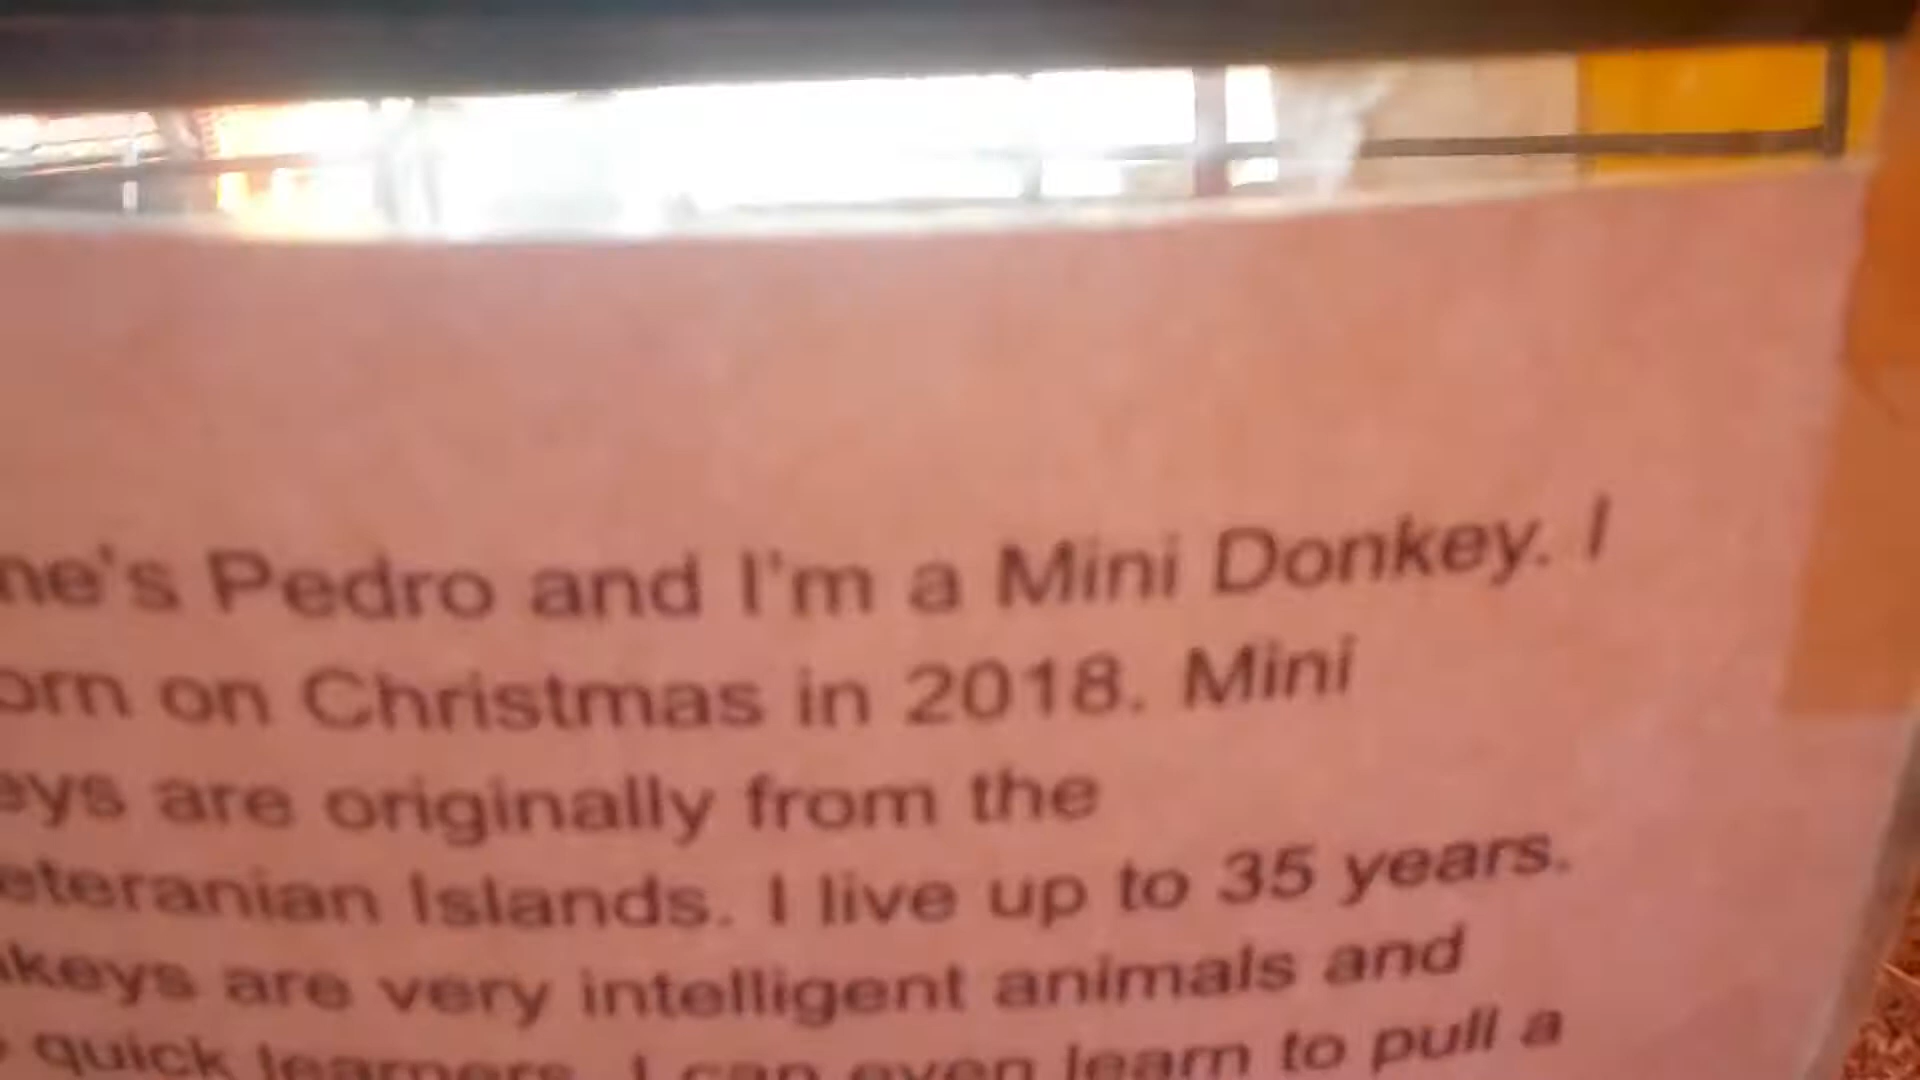 ne's Pedro and I'm a Mini Donkey. I
orn on Christmas in 2018. Mini
eys are originally from the
eteranian Islands. I live up to 35 years.
nkeys are very intelligent animals and
quick learners. I can even learn to pull a